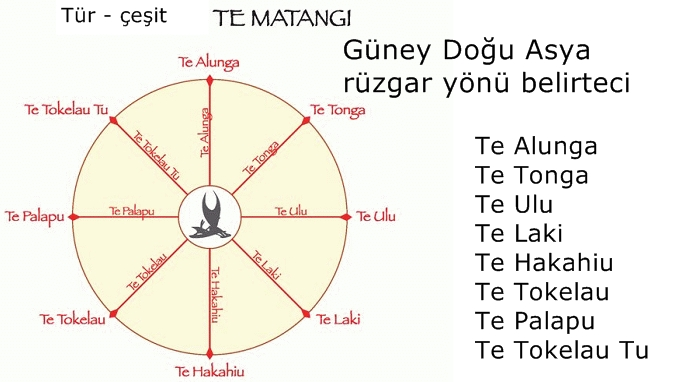 Tür - çeşit
TE MATANGI
Güney Doğu Asya
rüzgar yönü belirteci
Te Alunga
Te Tokelau Tu
Te Tonga
Te Alunga
Te Tokelau Tu
Te Tonga
Te Palapu
Te Palapu
Te Ulu
Te Ulu
Te Tokelau
Te Hakahiu
Te Laki
Te Tokelau
Te Laki
Te Hakahiu
Te Alunga
Te Tonga
Te Ulu
Te Laki
Te Hakahiu
Te Tokelau
Te Palapu
Te Tokelau Tu